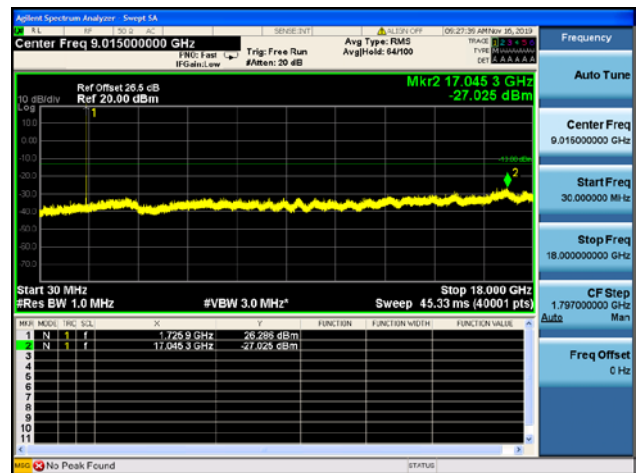 Agilent Spectrum Analyzer - Swept SA
RL RF 50 Ω AC SENSE:INT ALIGN OFF 09:27:39 AM Nov 16, 2019
Center Freq 9.015000000 GHz
PNO: Fast
IFGain:Low
Trig: Free Run
#Atten: 20 dB
Avg Type: RMS
Avg|Hold: 64/100
TRACE 1 2 3 4 5 6
TYPE
DET A A A A A A
Frequency
Auto Tune
Ref Offset 26.5 dB
Ref 20.00 dBm
Mkr2 17.045 3 GHz
-27.025 dBm
10 dB/div
Log
1
10.0
0.00
-10.0
-13.00 dBm
-20.0
2
-30.0
-40.0
-50.0
-60.0
-70.0
Center Freq
9.015000000 GHz
Start Freq
30.000000 MHz
Stop Freq
18.000000000 GHz
Start 30 MHz
Stop 18.000 GHz
#Res BW 1.0 MHz
#VBW 3.0 MHz*
Sweep 45.33 ms (40001 pts)
CF Step
1.797000000 GHz
Auto Man
MKR MODE TRC SCL X Y FUNCTION FUNCTION WIDTH FUNCTION VALUE
1 N 1 f 1.725 9 GHz 26.286 dBm
2 N 1 f 17.045 3 GHz -27.025 dBm
3
4
5
6
7
8
9
10
11
Freq Offset
0 Hz
MSG No Peak Found
STATUS